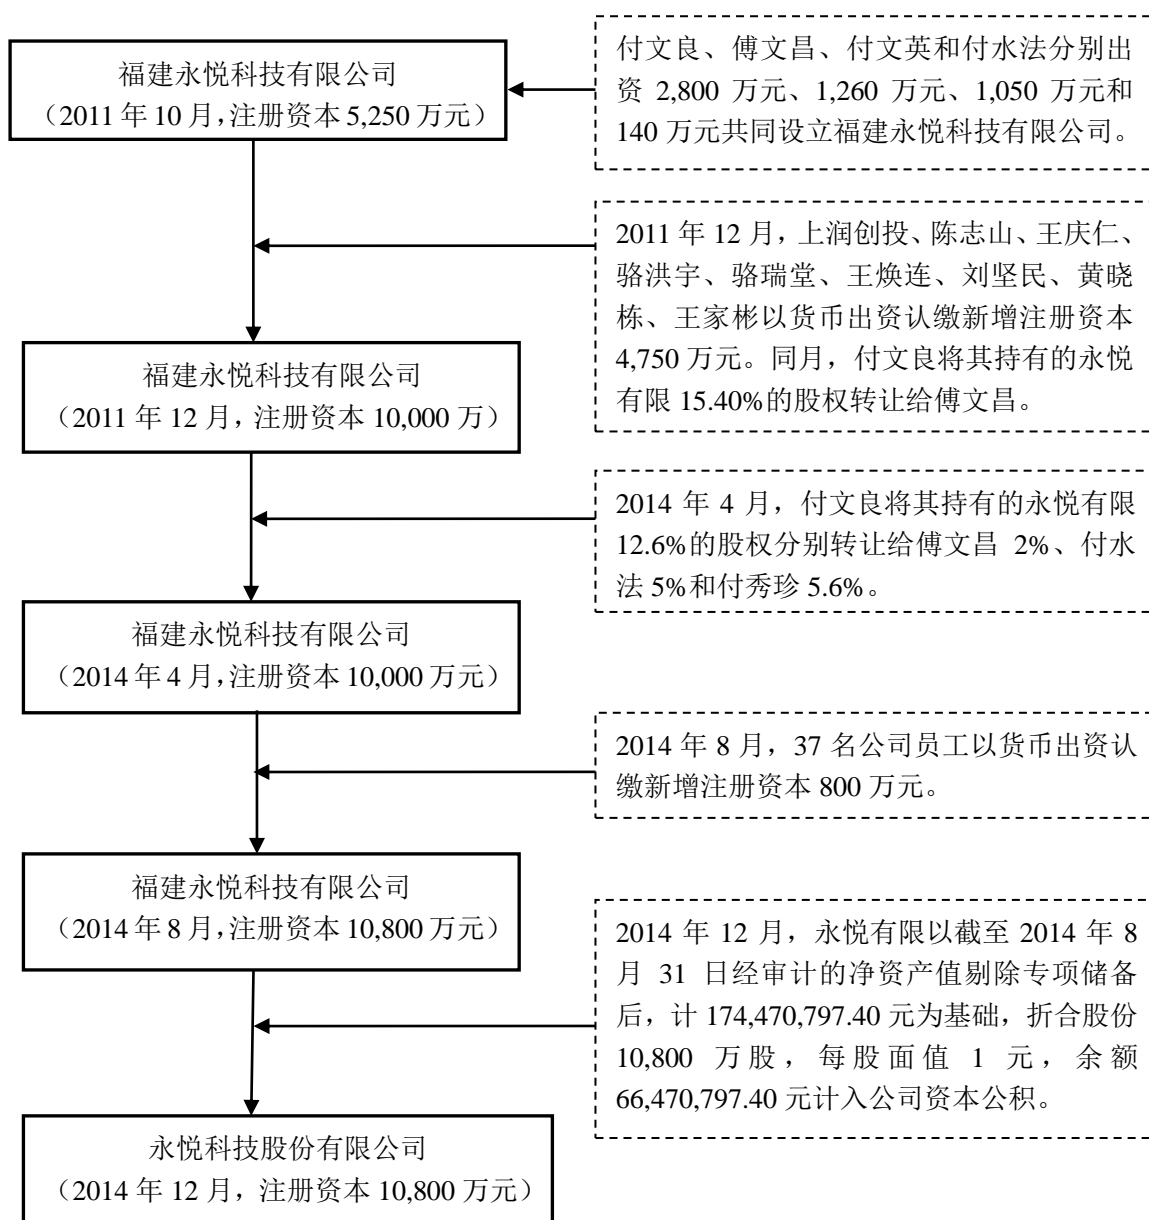 福建永悦科技有限公司
（2011 年 10 月，注册资本 5,250 万元）
付文良、傅文昌、付文英和付水法分别出
资 2,800 万元、1,260 万元、1,050 万元和
140 万元共同设立福建永悦科技有限公司。
2011 年 12 月，上润创投、陈志山、王庆仁、
骆洪宇、骆瑞堂、王焕连、刘坚民、黄晓
栋、王家彬以货币出资认缴新增注册资本
4,750 万元。同月，付文良将其持有的永悦
有限 15.40%的股权转让给傅文昌。
福建永悦科技有限公司
（2011 年 12 月，注册资本 10,000 万）
2014 年 4 月，付文良将其持有的永悦有限
12.6%的股权分别转让给傅文昌 2%、付水
法 5%和付秀珍 5.6%。
福建永悦科技有限公司
（2014 年 4 月，注册资本 10,000 万元）
2014 年 8 月，37 名公司员工以货币出资认
缴新增注册资本 800 万元。
福建永悦科技有限公司
（2014 年 8 月，注册资本 10,800 万元）
2014 年 12 月，永悦有限以截至 2014 年 8
月 31 日经审计的净资产值剔除专项储备
后，计 174,470,797.40 元为基础，折合股份
10,800 万股，每股面值 1 元，余额
66,470,797.40 元计入公司资本公积。
永悦科技股份有限公司
（2014 年 12 月，注册资本 10,800 万元）